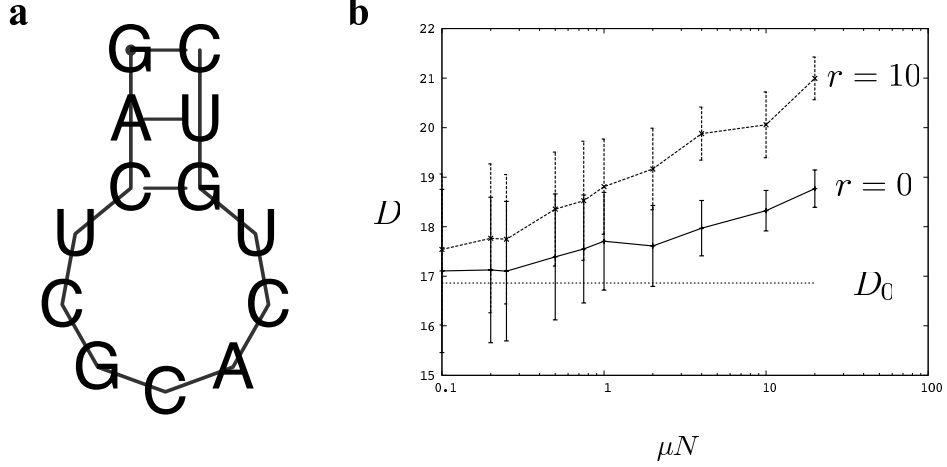 a
b
G C
A U
C G
U U
C C
G A
C
22
21
20
19
18
17
16
15
D
r = 10
r = 0
D₀
0.1 1 10 100
μN